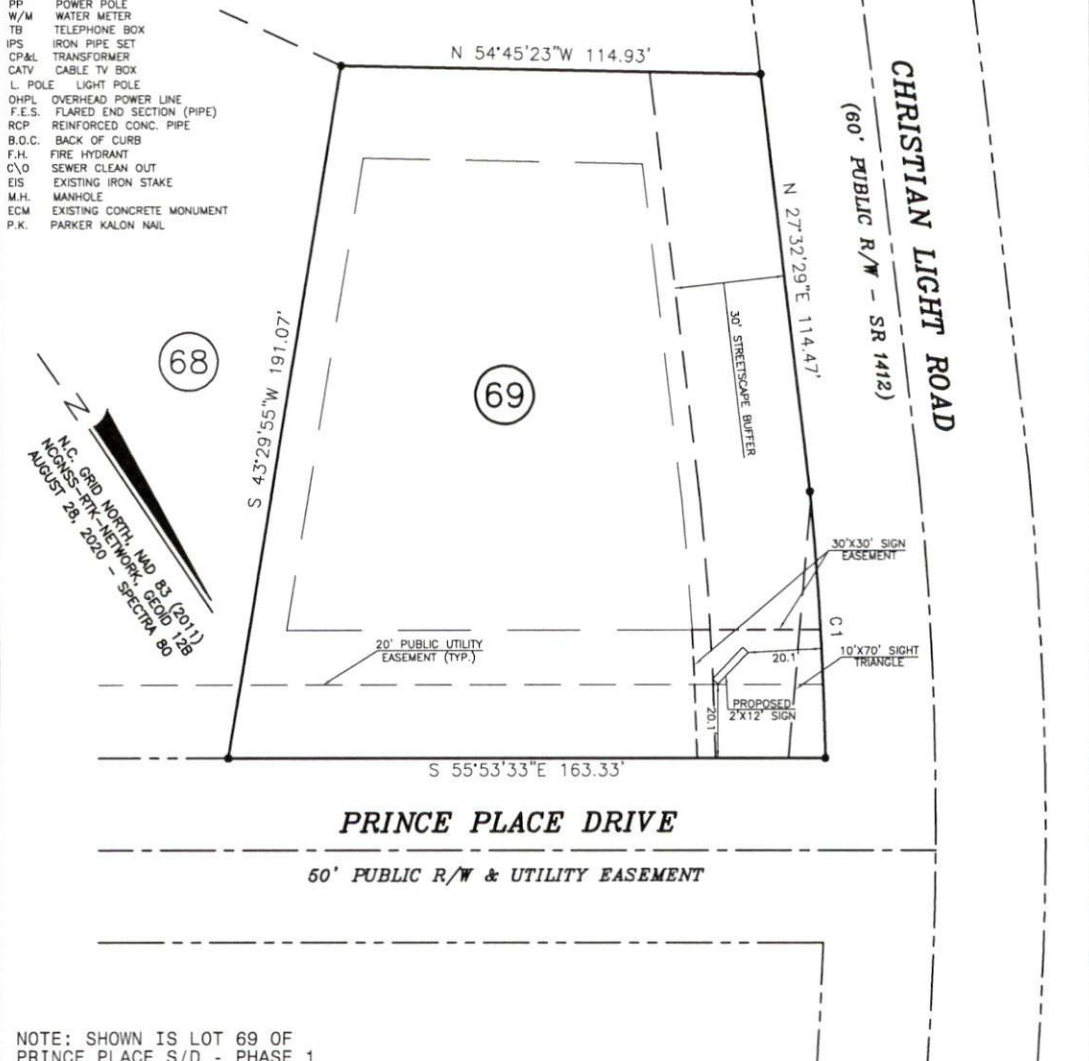 PP POWER POLE
W/M WATER METER
TB TELEPHONE BOX
IPS IRON PIPE SET
CP&L TRANSFORMER
CATV CABLE TV BOX
L. POLE LIGHT POLE
OHPL OVERHEAD POWER LINE
F.E.S. FLARED END SECTION (PIPE)
RCP REINFORCED CONC. PIPE
B.O.C. BACK OF CURB
F.H. FIRE HYDRANT
C\O SEWER CLEAN OUT
EIS EXISTING IRON STAKE
M.H. MANHOLE
ECM EXISTING CONCRETE MONUMENT
P.K. PARKER KALON NAIL
N 54°45'23"W 114.93'
CHRISTIAN LIGHT ROAD
(60' PUBLIC R/W - SR 1412)
N 27°32'29"E 114.47'
30' STREETSCAPE BUFFER
S 43°29'55"W 191.07'
68
69
N
N.C. GRID NORTH, NAD 83 (2011)
NCGNSS-RTK-NETWORK, GEOID 12B
AUGUST 28, 2020 - SPECTRA 80
30'X30' SIGN
EASEMENT
C1
20' PUBLIC UTILITY
EASEMENT (TYP.)
20.1'
10'X70' SIGHT
TRIANGLE
20.1'
PROPOSED
2'X12' SIGN
S 55°53'33"E 163.33'
PRINCE PLACE DRIVE
50' PUBLIC R/W & UTILITY EASEMENT
NOTE: SHOWN IS LOT 69 OF
PRINCE PLACE S/D - PHASE 1